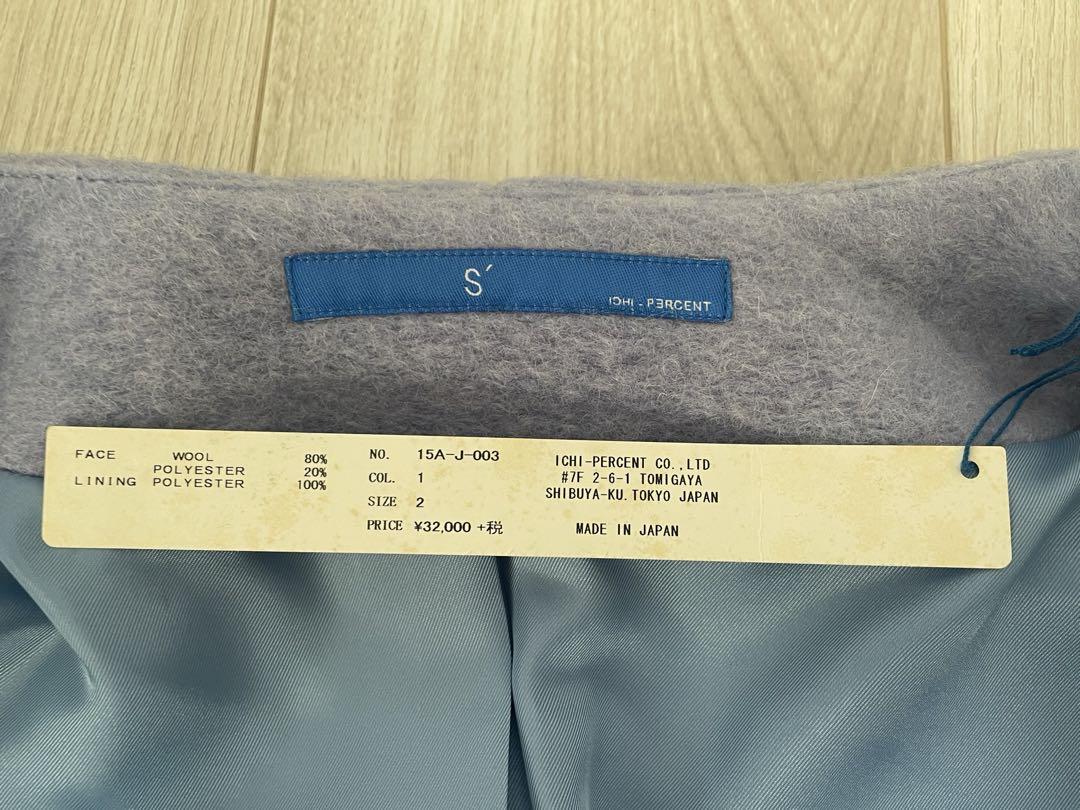 S´
ICHI - PERCENT
FACE WOOL 80%
POLYESTER 20%
LINING POLYESTER 100%
NO. 15A-J-003
COL. 1
SIZE 2
PRICE ¥32,000 +税
ICHI-PERCENT CO.,LTD
#7F 2-6-1 TOMIGAYA
SHIBUYA-KU.TOKYO JAPAN
MADE IN JAPAN